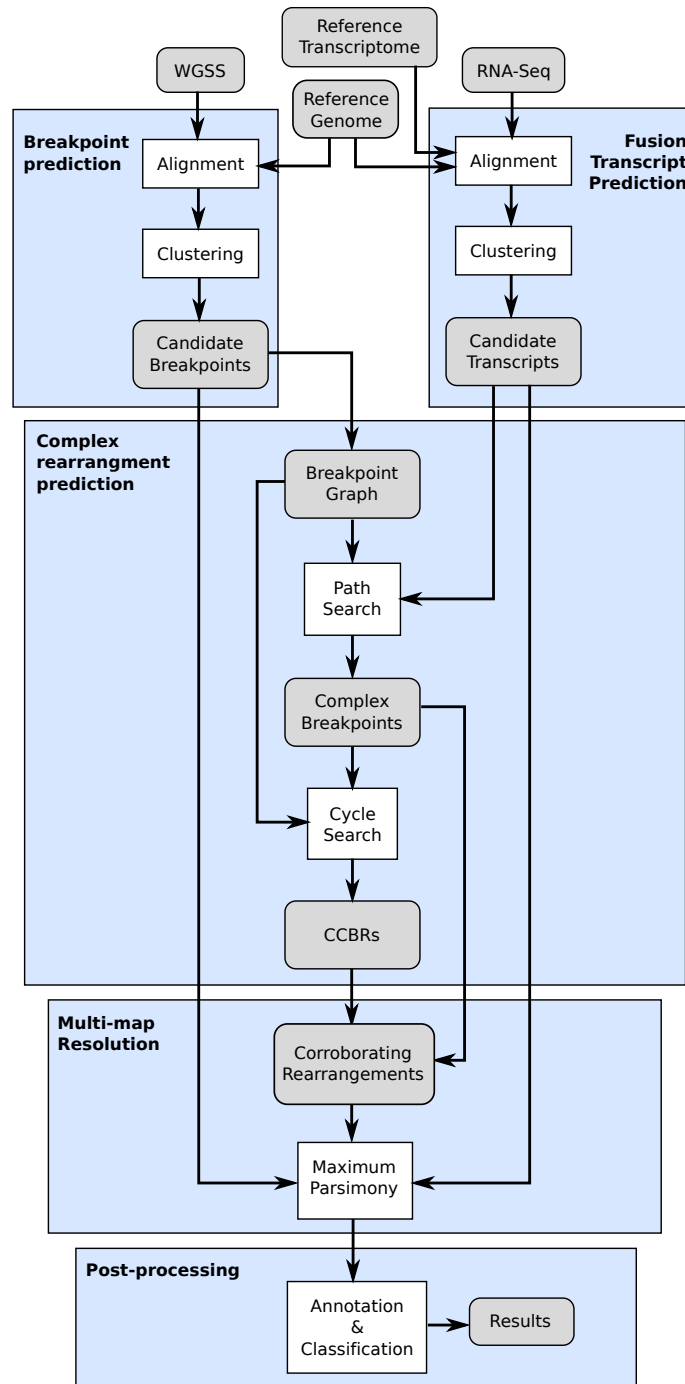 Reference
Transcriptome
WGSS
RNA-Seq
Reference
Genome
Breakpoint
prediction
Fusion
Transcript
Prediction
Alignment
Alignment
Clustering
Clustering
Candidate
Breakpoints
Candidate
Transcripts
Complex
rearrangment
prediction
Breakpoint
Graph
Path
Search
Complex
Breakpoints
Cycle
Search
CCBRs
Multi-map
Resolution
Corroborating
Rearrangements
Maximum
Parsimony
Post-processing
Annotation
&
Classification
Results